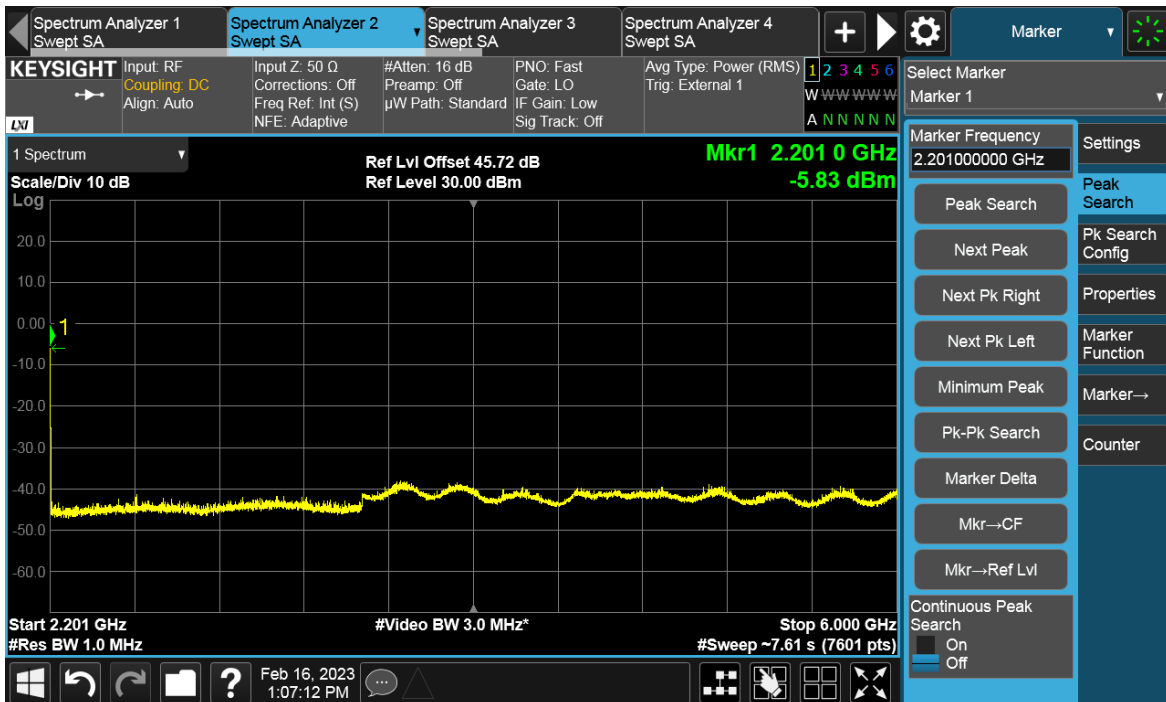 Spectrum Analyzer 1
Swept SA
Spectrum Analyzer 2
Swept SA
Spectrum Analyzer 3
Swept SA
Spectrum Analyzer 4
Swept SA
+
Marker
KEYSIGHT
LXI
Input: RF
Coupling: DC
Align: Auto
Input Z: 50 Ω
Corrections: Off
Freq Ref: Int (S)
NFE: Adaptive
#Atten: 16 dB
Preamp: Off
µW Path: Standard
PNO: Fast
Gate: LO
IF Gain: Low
Sig Track: Off
Avg Type: Power (RMS)
Trig: External 1
1 2 3 4 5 6
W W W W W W
A N N N N N
Select Marker
Marker 1
1 Spectrum
Scale/Div 10 dB
Log
Ref Lvl Offset 45.72 dB
Ref Level 30.00 dBm
Mkr1 2.201 0 GHz
-5.83 dBm
20.0
10.0
0.00
-10.0
-20.0
-30.0
-40.0
-50.0
-60.0
1
Start 2.201 GHz
#Res BW 1.0 MHz
#Video BW 3.0 MHz*
Stop 6.000 GHz
#Sweep ~7.61 s (7601 pts)
Marker Frequency
2.201000000 GHz
Peak Search
Next Peak
Next Pk Right
Next Pk Left
Minimum Peak
Pk-Pk Search
Marker Delta
Mkr→CF
Mkr→Ref Lvl
Continuous Peak
Search
On
Off
Settings
Peak
Search
Pk Search
Config
Properties
Marker
Function
Marker→
Counter
?
Feb 16, 2023
1:07:12 PM